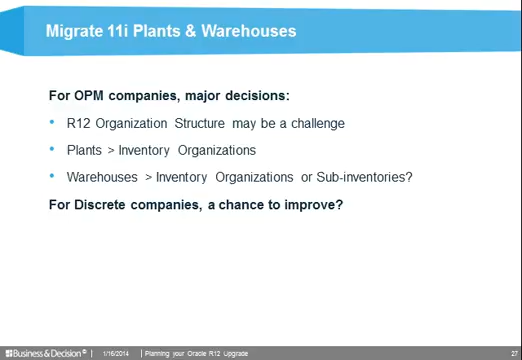 Migrate 11i Plants & Warehouses
For OPM companies, major decisions:
• R12 Organization Structure may be a challenge
• Plants > Inventory Organizations
• Warehouses > Inventory Organizations or Sub-inventories?
For Discrete companies, a chance to improve?
Business & Decision © | 1/16/2014 | Planning your Oracle R12 Upgrade 27